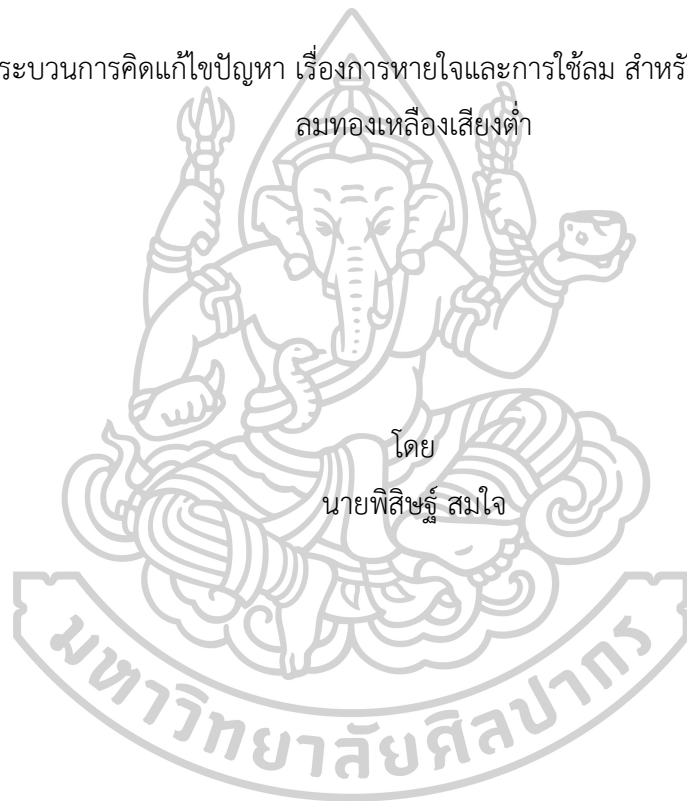 ระบวนการคิดแก้ไขปัญหา เรื่องการหายใจและการใช้ลม สำหรั
ลมทองเหลืองเสียงต่ำ
โดย
นายพิสิษฐ์ สมใจ
มหาวิทยาลัยศิลปากร